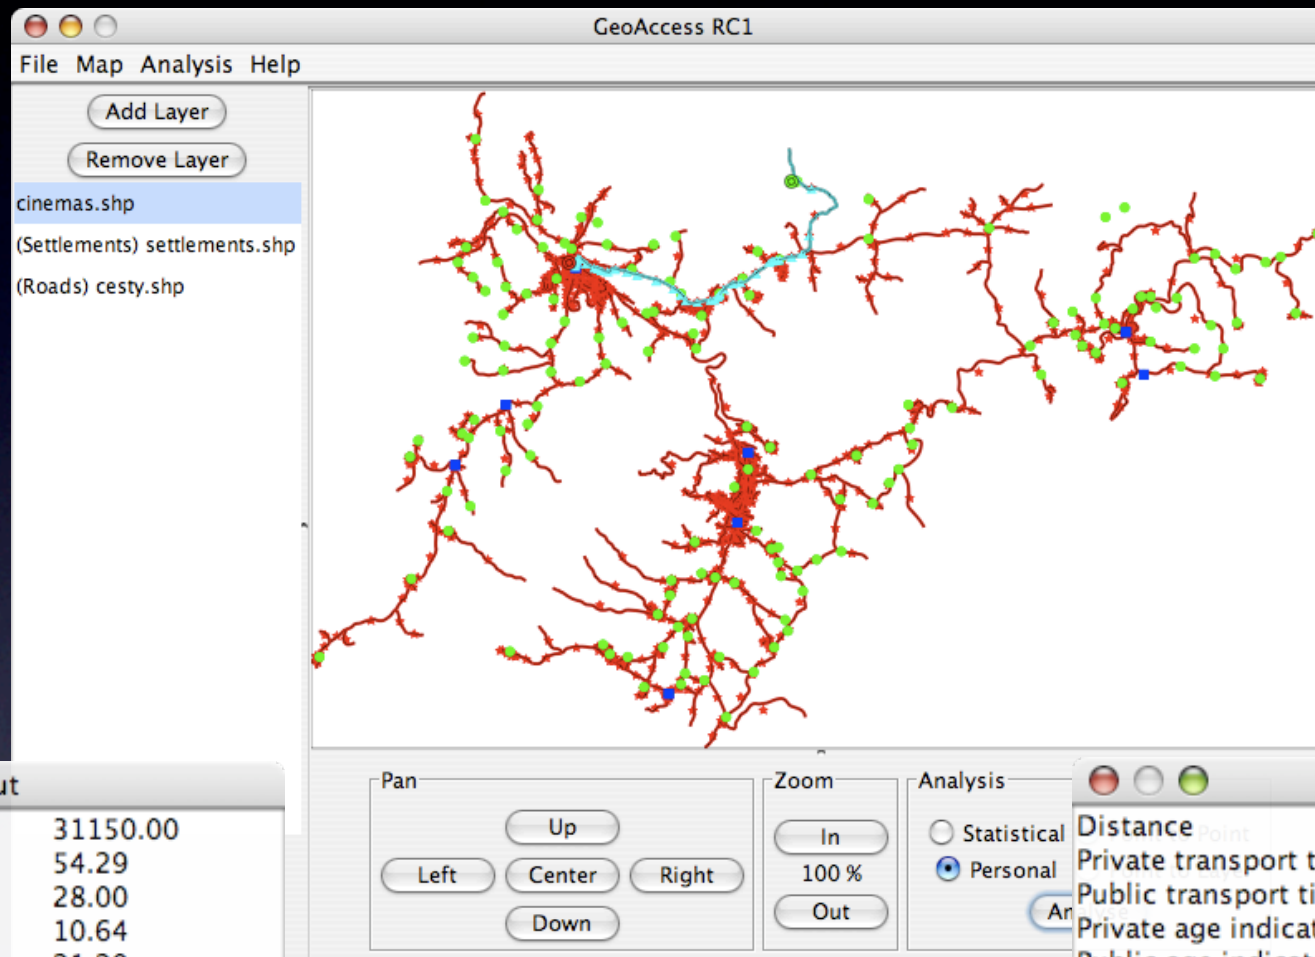 GeoAccess RC1
File Map Analysis Help
Add Layer
Remove Layer
cinemas.shp
(Settlements) settlements.shp
(Roads) cesty.shp
Pan
Up
Left Center Right
Down
Zoom
In
100 %
Out
Analysis
Statistical
Personal
ut
31150.00
54.29
28.00
10.64
Distance
Private transport t
Public transport ti
Private age indicat